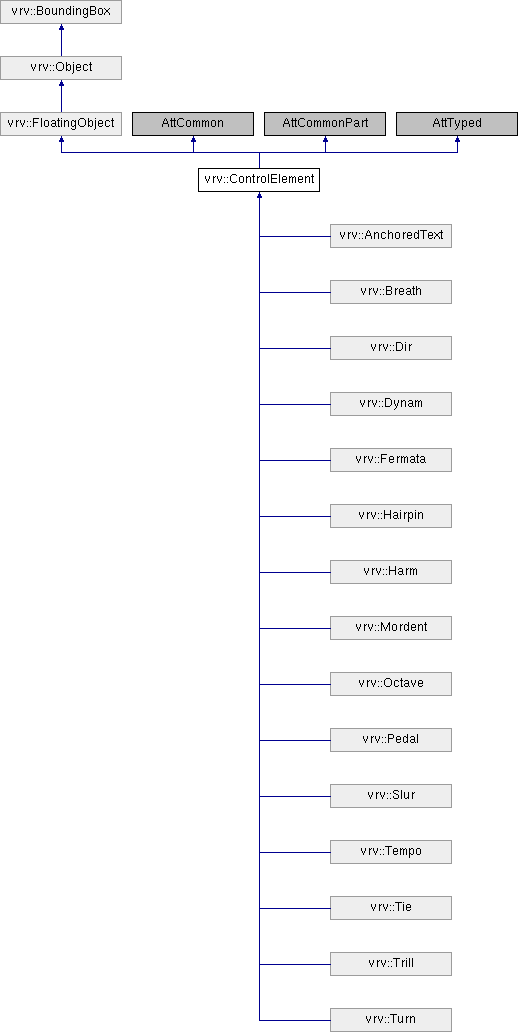 vrv::BoundingBox
vrv::Object
vrv::FloatingObject AttCommon AttCommonPart AttTyped
vrv::ControlElement
vrv::AnchoredText
vrv::Breath
vrv::Dir
vrv::Dynam
vrv::Fermata
vrv::Hairpin
vrv::Harm
vrv::Mordent
vrv::Octave
vrv::Pedal
vrv::Slur
vrv::Tempo
vrv::Tie
vrv::Trill
vrv::Turn